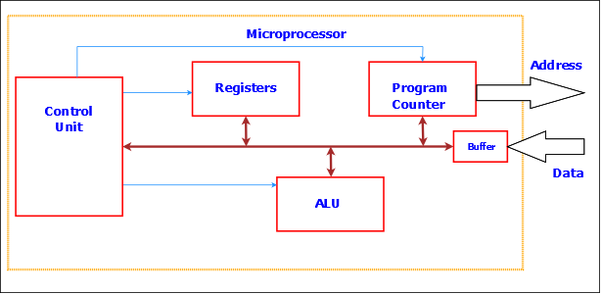 Microprocessor
Address
Registers
Program
Counter
Control
Unit
Buffer
Data
ALU